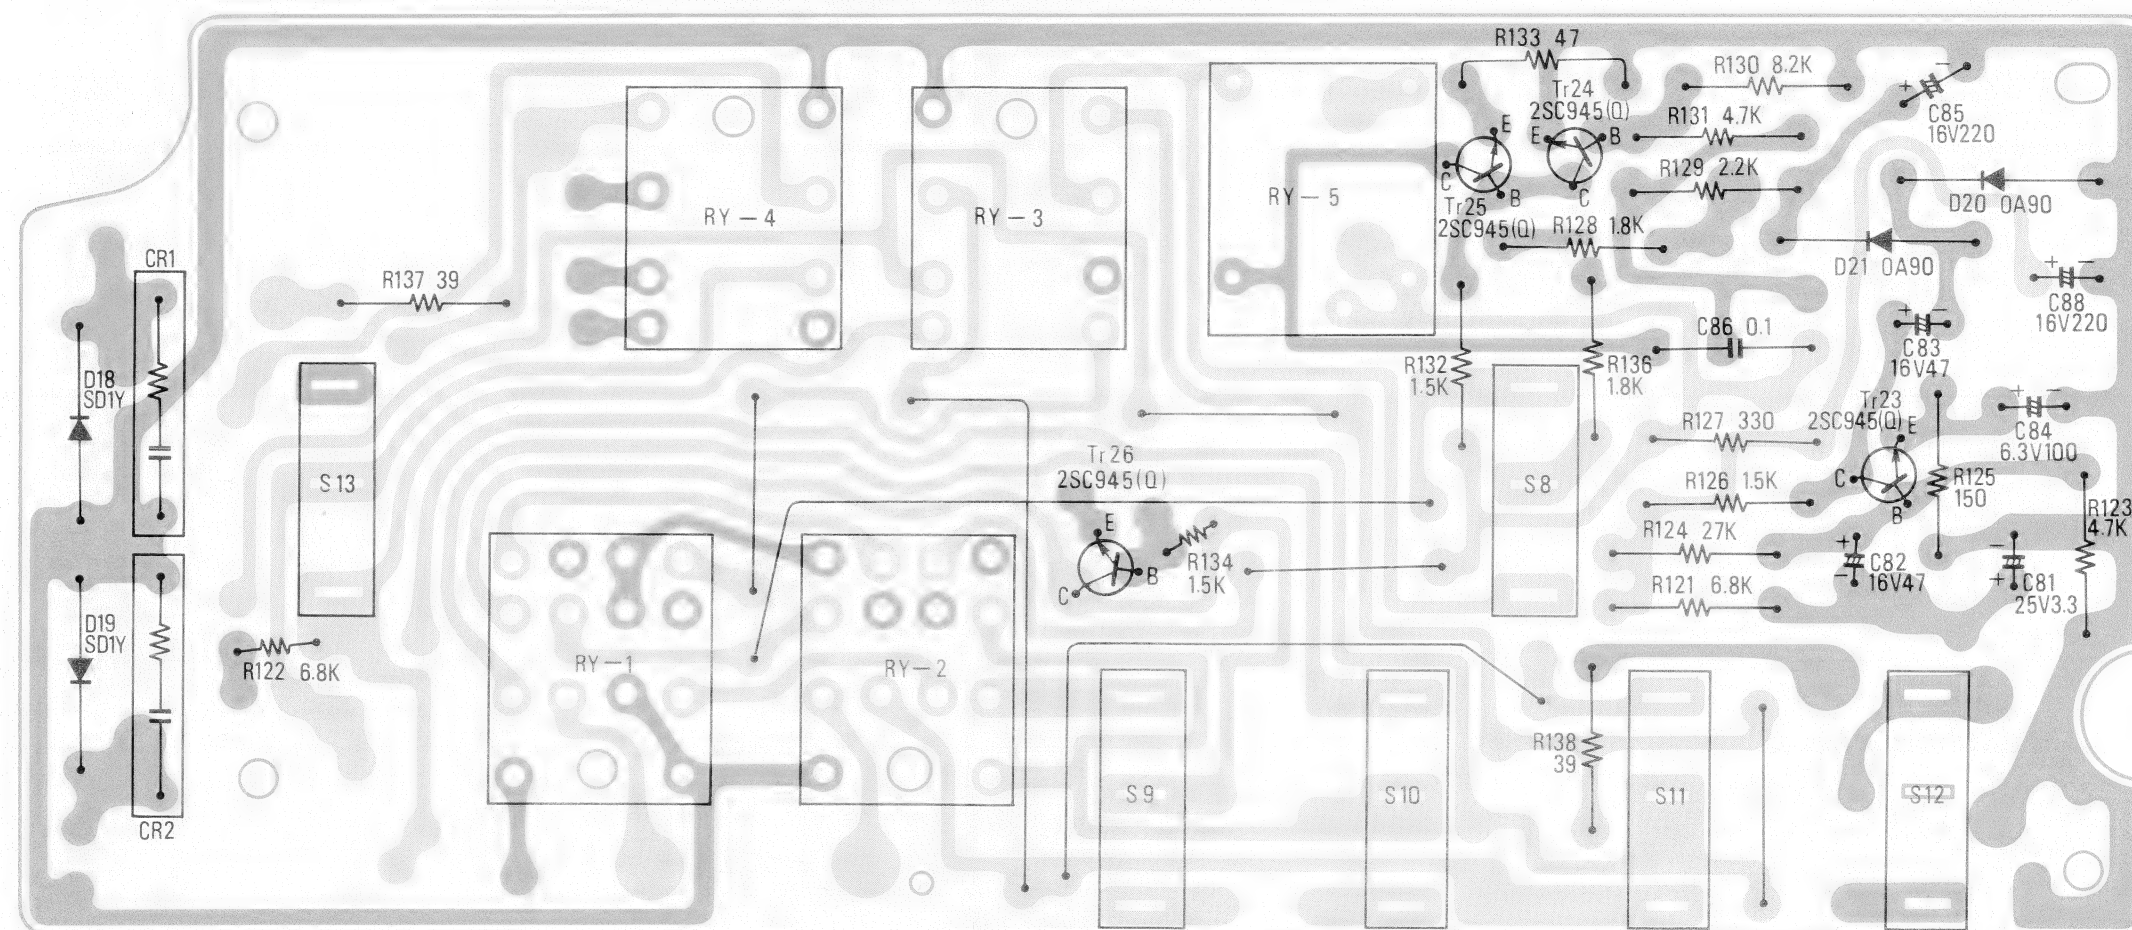 R133 47
R130 8.2K
+
−
Tr24
2SC945(Q)
C85
16V220
R131 4.7K
E
E
B
R129 2.2K
C
B
C
RY-4
RY-3
RY-5
Tr25
2SC945(Q)
R128 1.8K
D20 0A90
CR1
D21 0A90
+
−
C88
16V220
R137 39
+
−
C86 0.1
C83
16V47
R132
1.5K
R136
1.8K
D18
SD1Y
+
−
Tr23
2SC945(Q)
E
C84
6.3V100
R127 330
Tr26
2SC945(Q)
S13
S8
R126 1.5K
C
R125
150
B
R123
4.7K
E
R124 27K
+
−
C82
16V47
−
+
C81
25V3.3
R134
1.5K
B
C
R121 6.8K
D19
SD1Y
R122 6.8K
RY-1
RY-2
R138
39
S9
S10
S11
S12
CR2